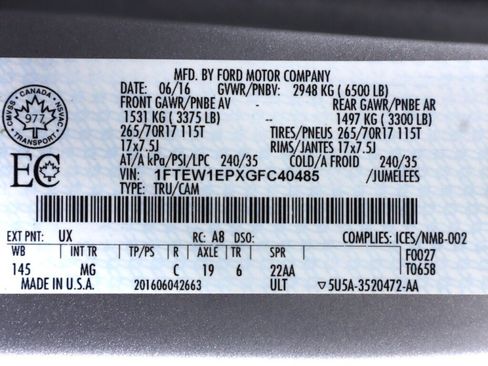 MFD. BY FORD MOTOR COMPANY
DATE: 06/16 GVWR/PNBV: 2948 KG ( 6500 LB)
FRONT GAWR/PNBE AV -- REAR GAWR/PNBE AR
1531 KG ( 3375 LB) -- 1497 KG ( 3300 LB)
265/70R17 115T TIRES/PNEUS 265/70R17 115T
17x7.5J RIMS/JANTES 17x7.5J
AT/A kPa/PSI/LPC 240/35 COLD/A FROID 240/35
VIN: 1FTEW1EPXGFC40485 /JUMELEES
TYPE: TRU/CAM
CMVSS CANADA NSVAC
977
TRANSPORT
EC
EXT PNT: UX RC: A8 DSO: COMPLIES: ICES/NMB-002
WB INT TR TP/PS R AXLE TR SPR F0027
145 MG C 19 6 22AA T0658
MADE IN U.S.A. 201606042663 ULT ▽5U5A-3520472-AA